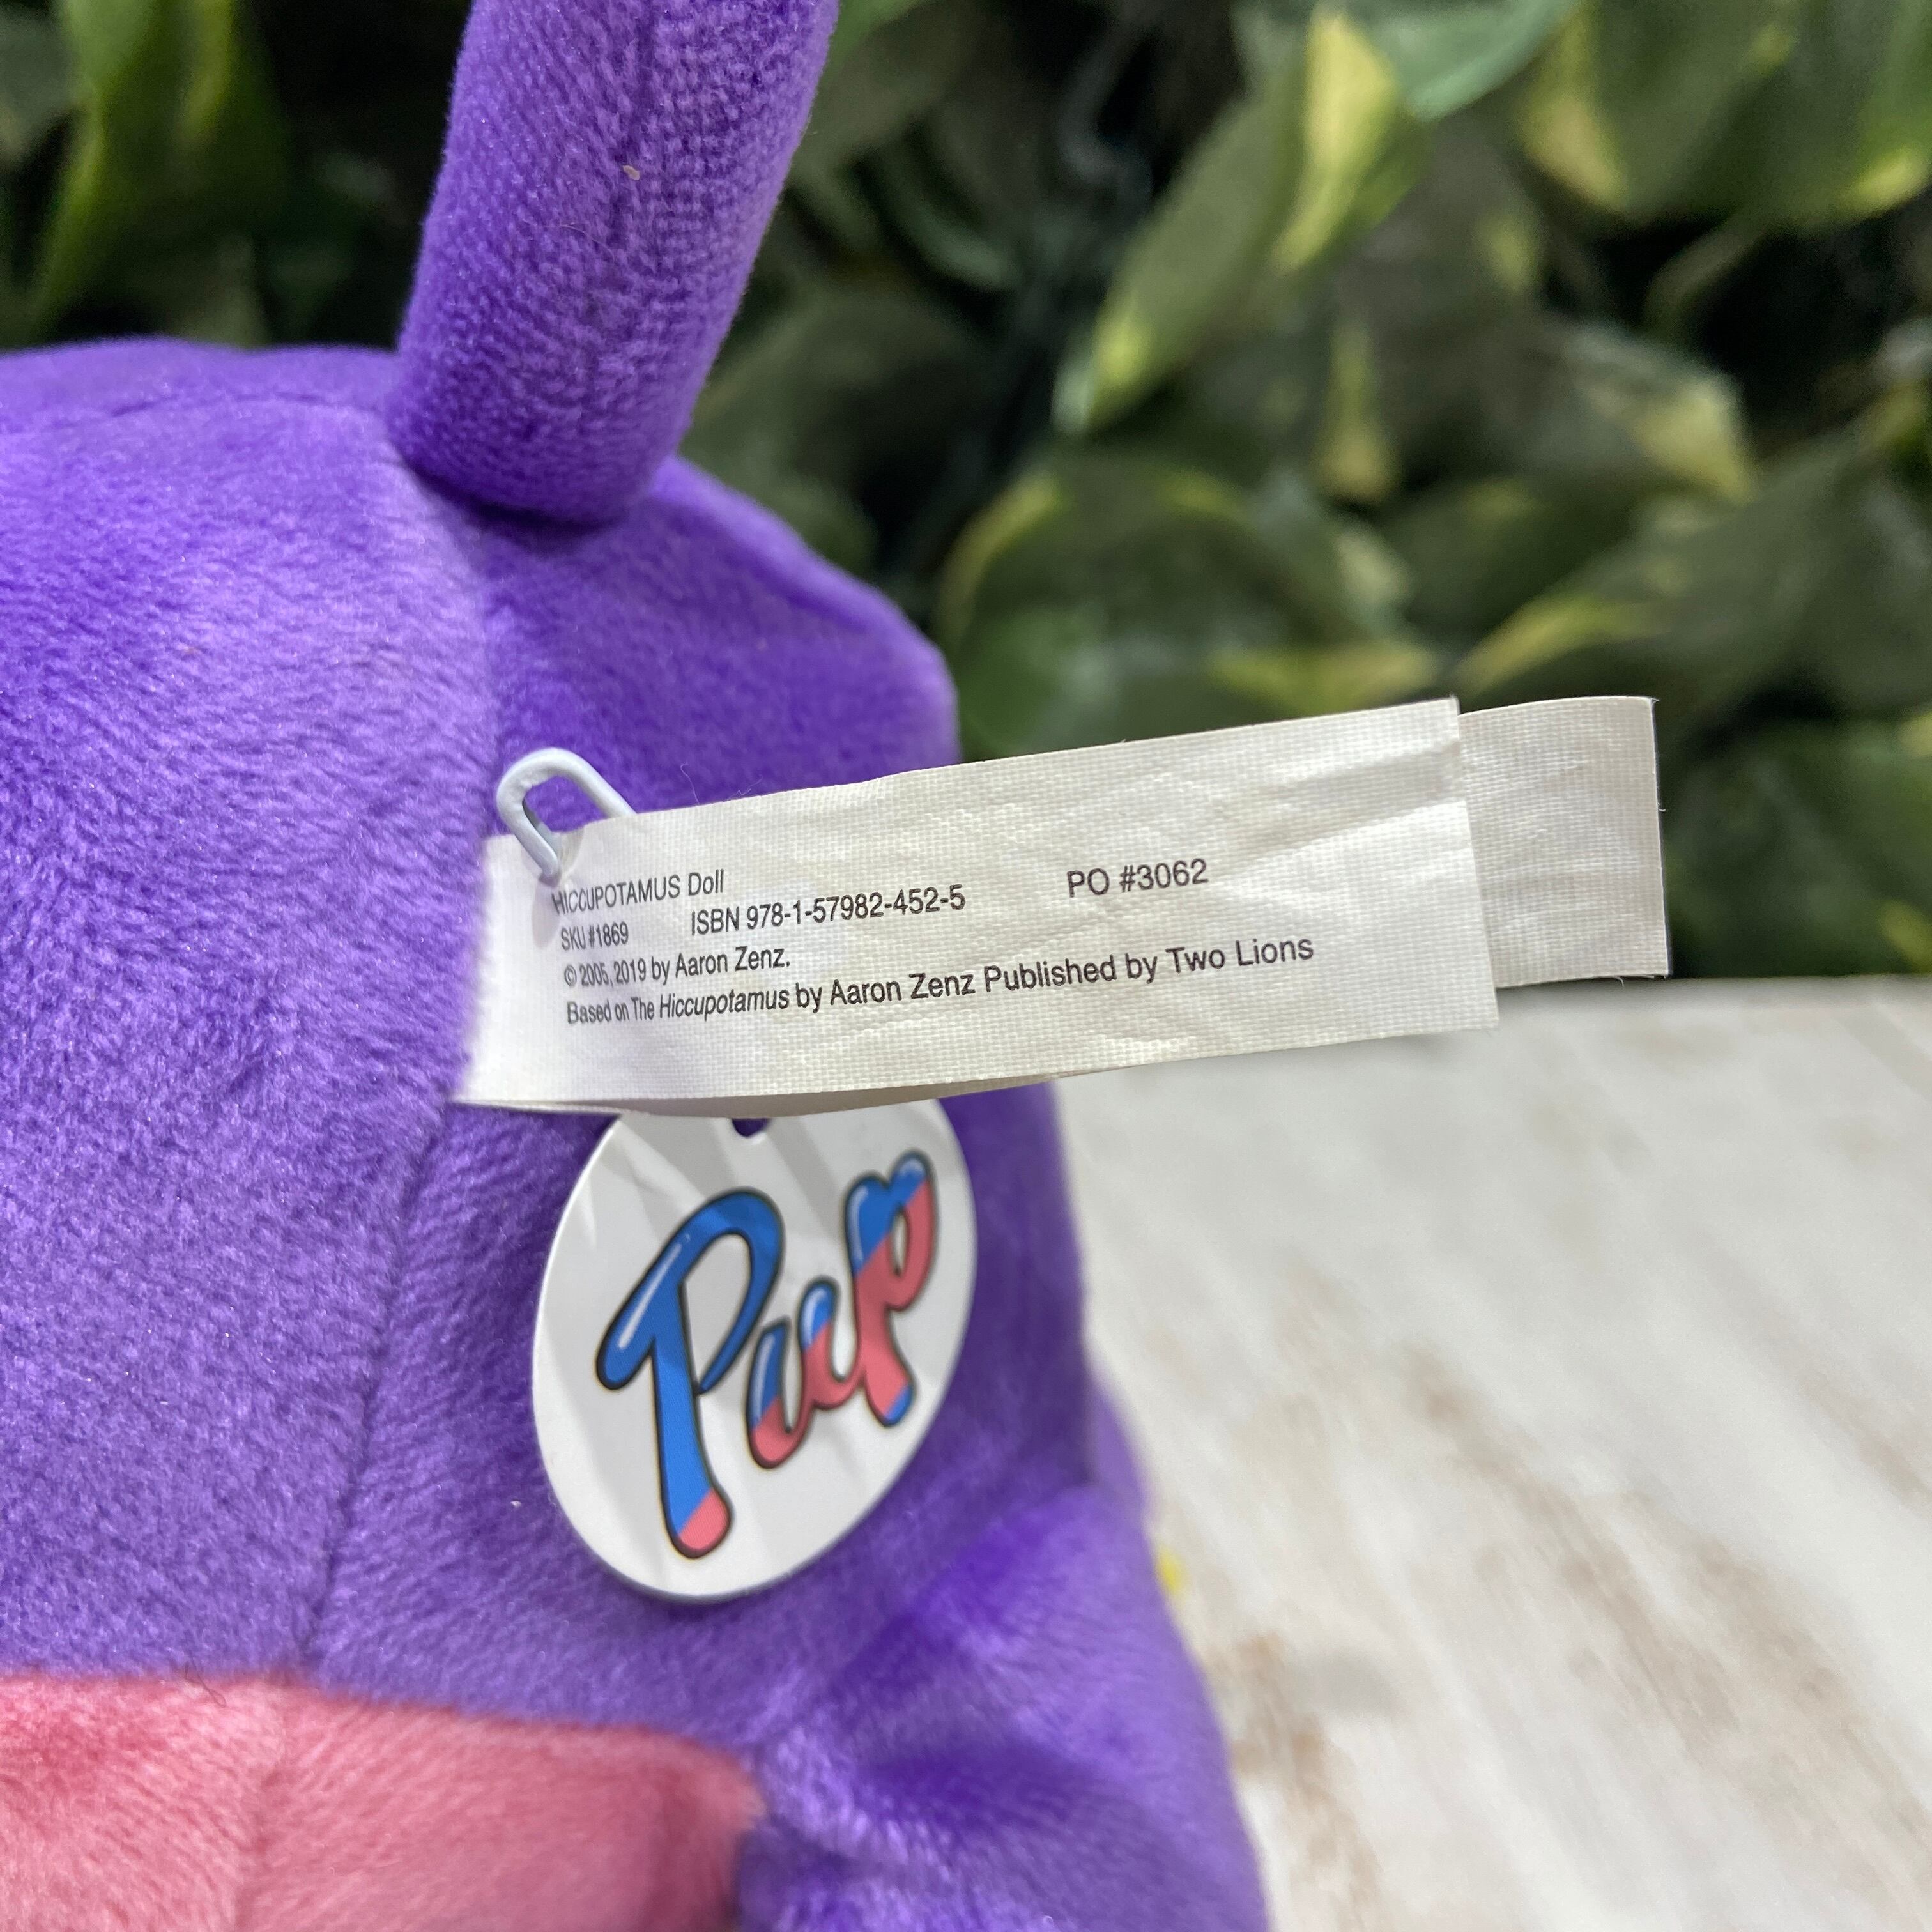 HICCUPOTAMUS Doll
SKU #1869 ISBN 978-1-57982-452-5 PO #3062
© 2005, 2019 by Aaron Zenz.
Based on The Hiccupotamus by Aaron Zenz Published by Two Lions
Pup